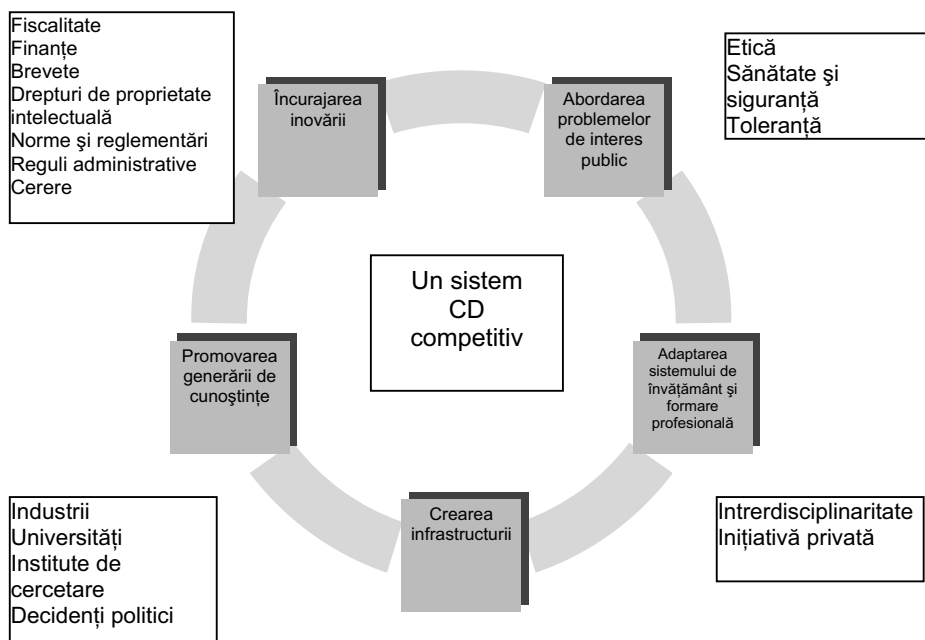 Fiscalitate
Finanțe
Brevete
Drepturi de proprietate
intelectuală
Norme şi reglementări
Reguli administrative
Cerere
Încurajarea
inovării
Abordarea
problemelor
de interes
public
Etică
Sănătate şi
siguranță
Toleranță
Un sistem
CD
competitiv
Promovarea
generării de
cunoştințe
Adaptarea
sistemului de
învățământ şi
formare
profesională
Crearea
infrastructurii
Industrii
Universități
Institute de
cercetare
Decidenți politici
Intrerdisciplinaritate
Inițiativă privată